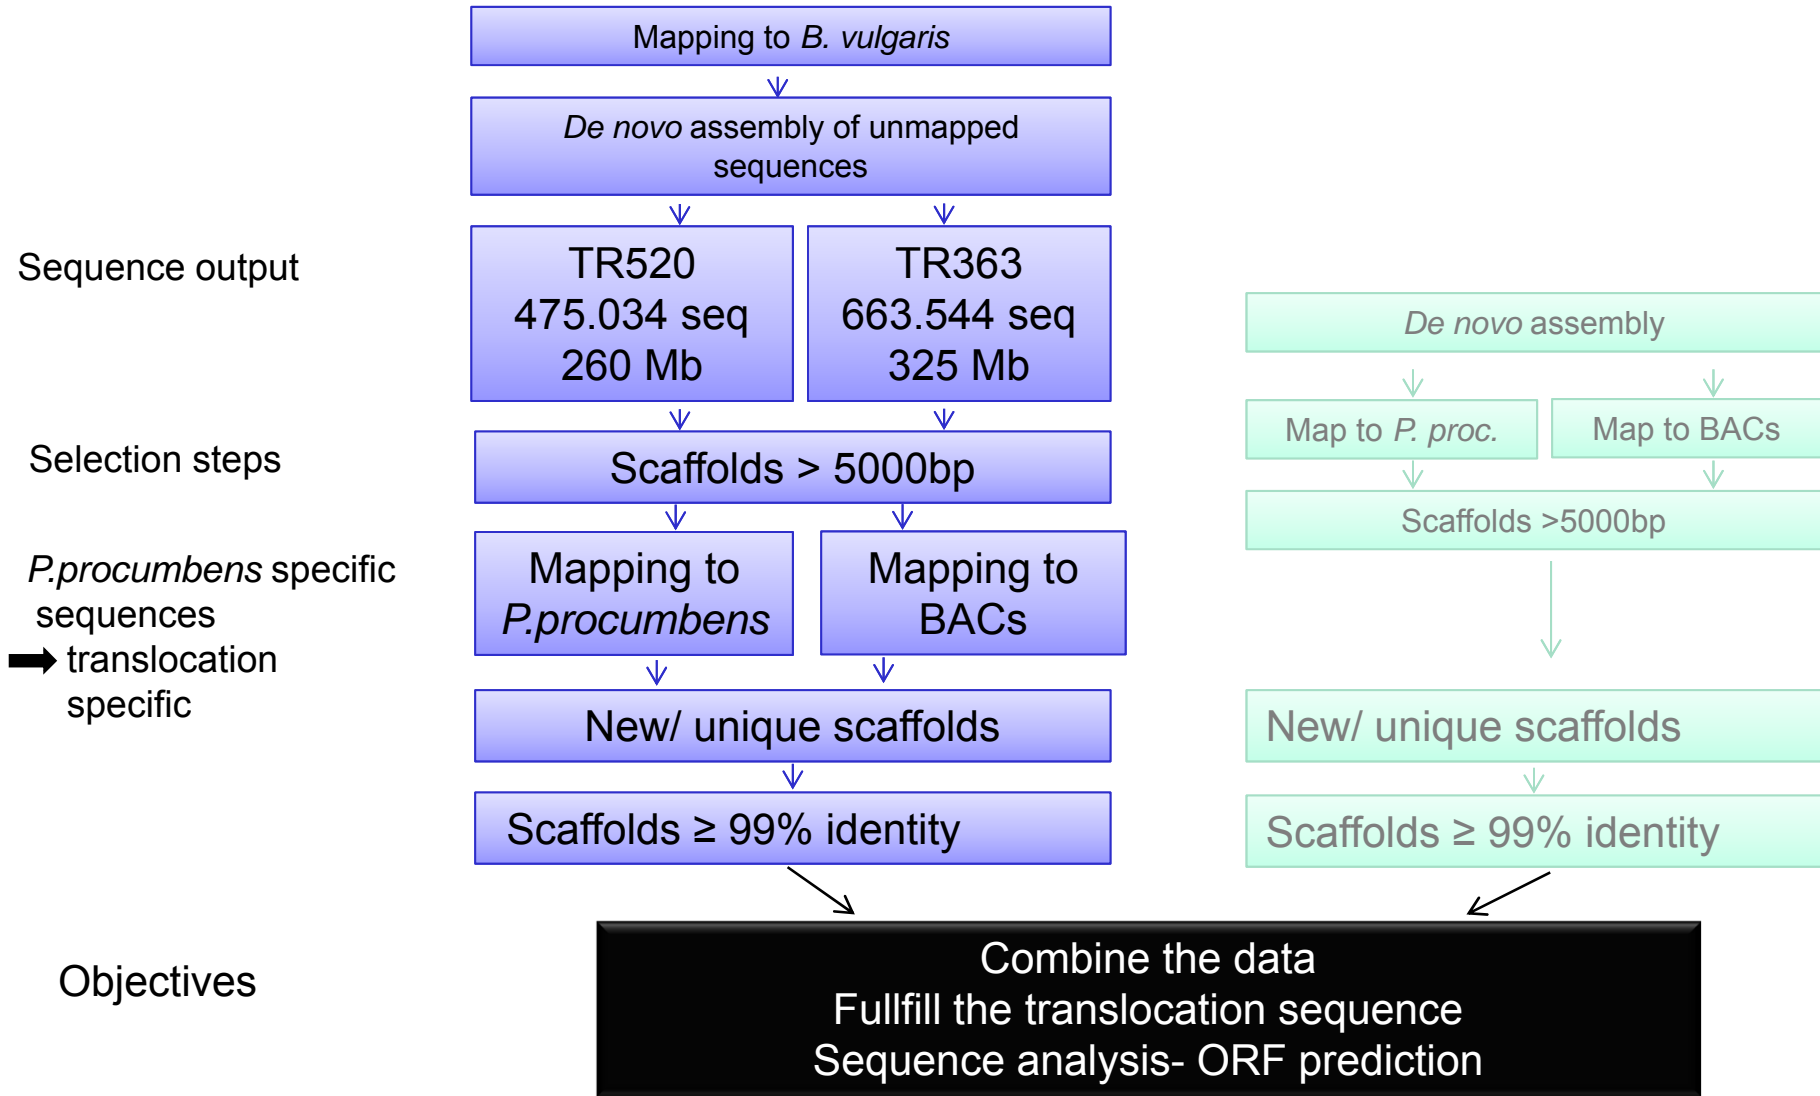 Mapping to B. vulgaris
De novo assembly of unmapped
sequences
Sequence output
TR520
475.034 seq
260 Mb
TR363
663.544 seq
325 Mb
Selection steps
Scaffolds > 5000bp
P.procumbens specific
sequences
translocation
specific
Mapping to
P.procumbens
Mapping to
BACs
New/ unique scaffolds
Scaffolds ≥ 99% identity
De novo assembly
Map to P. proc.
Map to BACs
Scaffolds >5000bp
New/ unique scaffolds
Scaffolds ≥ 99% identity
Objectives
Combine the data
Fullfill the translocation sequence
Sequence analysis- ORF prediction